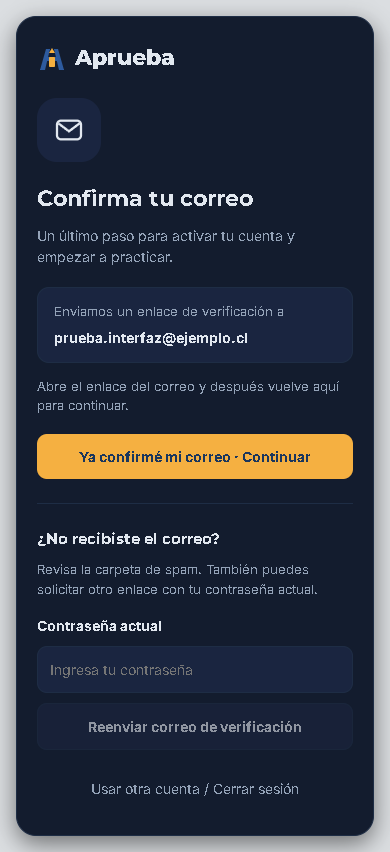 Aprueba
Confirma tu correo
Un último paso para activar tu cuenta y
empezar a practicar.
Enviamos un enlace de verificación a
prueba.interfaz@ejemplo.cl
Abre el enlace del correo y después vuelve aquí
para continuar.
Ya confirmé mi correo · Continuar
¿No recibiste el correo?
Revisa la carpeta de spam. También puedes
solicitar otro enlace con tu contraseña actual.
Contraseña actual
Ingresa tu contraseña
Reenviar correo de verificación
Usar otra cuenta / Cerrar sesión